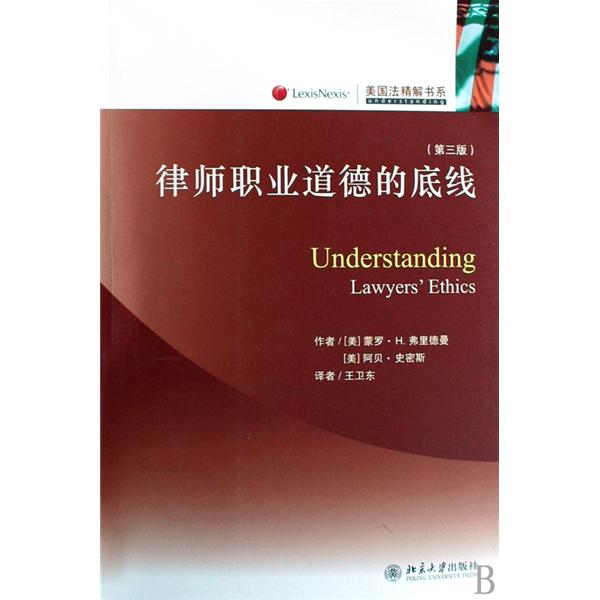 LexisNexis® 美国法精解书系
understanding
（第三版）
律师职业道德的底线
Understanding
Lawyers' Ethics
作者/[美]蒙罗·H.弗里德曼
[美]阿贝·史密斯
译者/王卫东
北京大学出版社
PEKING UNIVERSITY PRESS
B